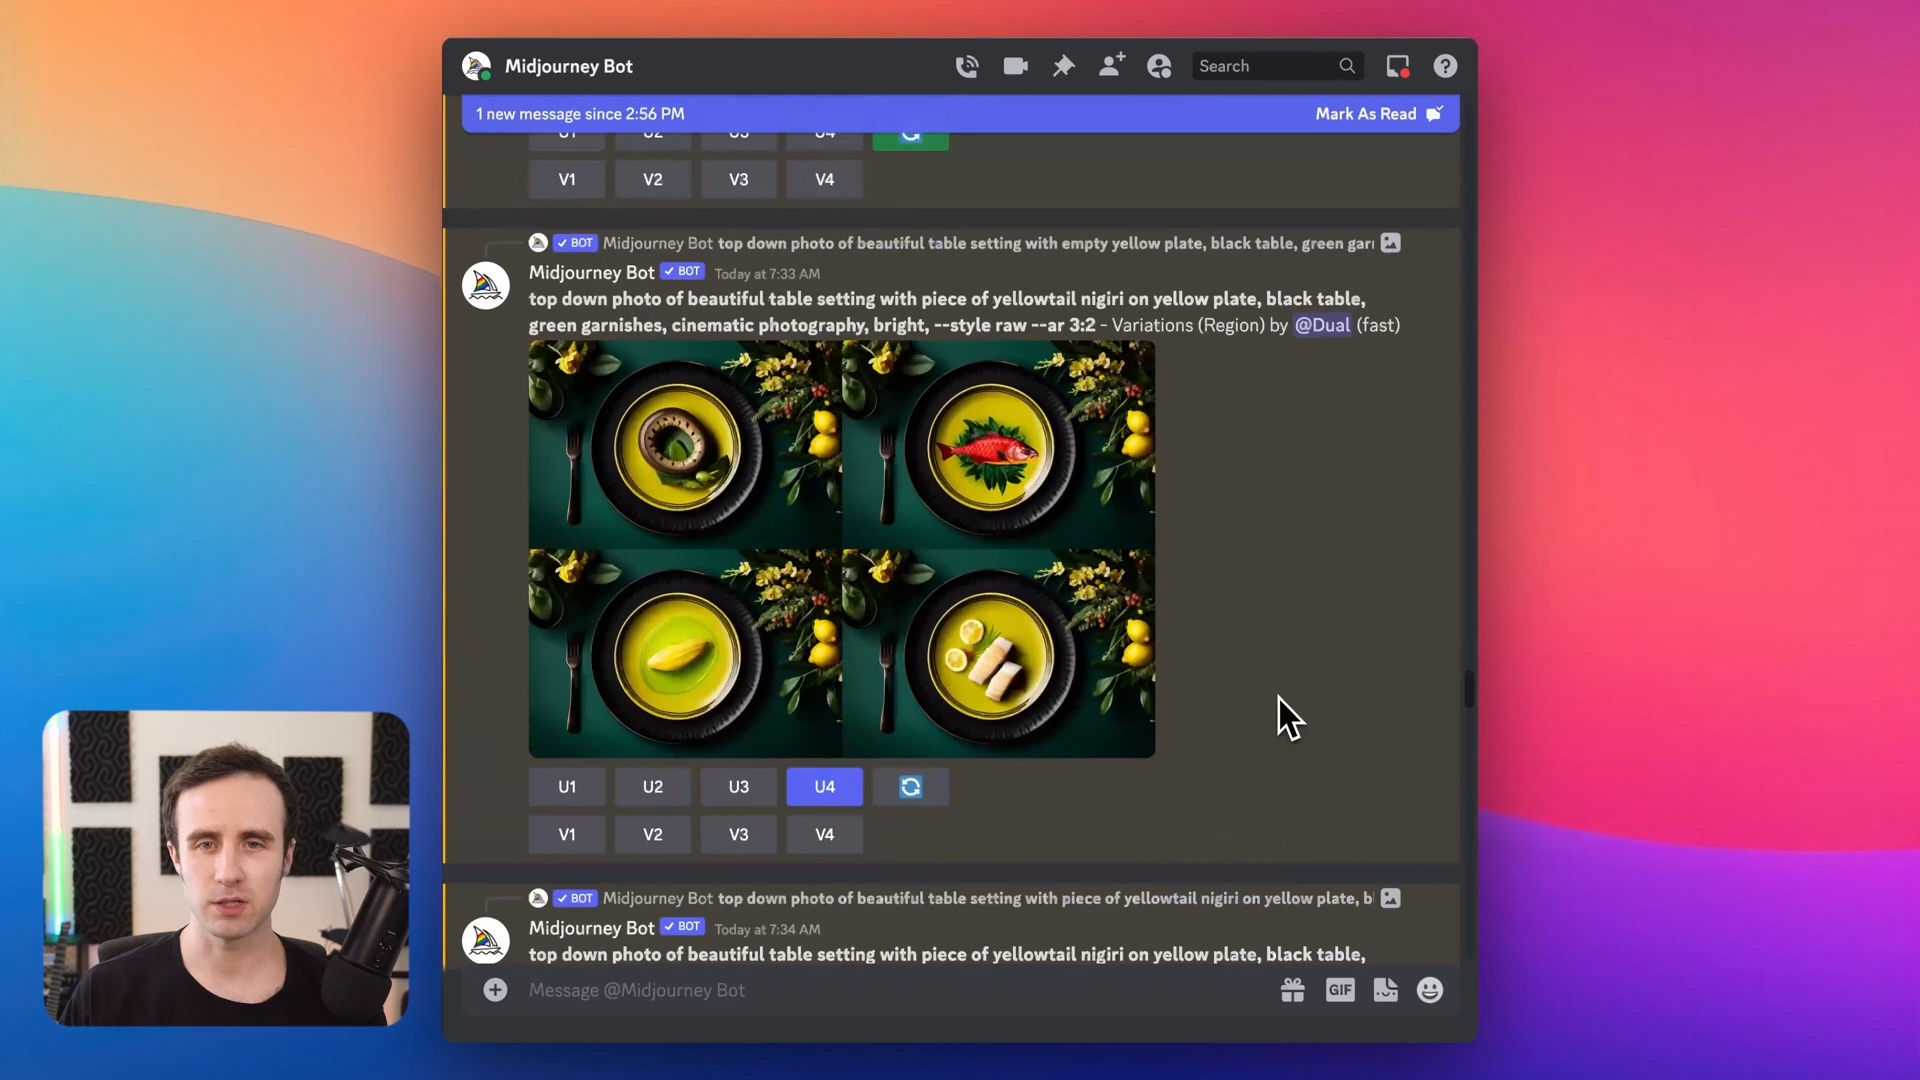 Midjourney Bot
Search
1 new message since 2:56 PM
Mark As Read
U1 U2 U3 U4
V1 V2 V3 V4
BOT Midjourney Bot top down photo of beautiful table setting with empty yellow plate, black table, green garn
Midjourney Bot BOT Today at 7:33 AM
top down photo of beautiful table setting with piece of yellowtail nigiri on yellow plate, black table,
green garnishes, cinematic photography, bright, --style raw --ar 3:2 - Variations (Region) by @Dual (fast)
U1 U2 U3 U4
V1 V2 V3 V4
BOT Midjourney Bot top down photo of beautiful table setting with piece of yellowtail nigiri on yellow plate, b
Midjourney Bot BOT Today at 7:34 AM
top down photo of beautiful table setting with piece of yellowtail nigiri on yellow plate, black table,
Message @Midjourney Bot
GIF